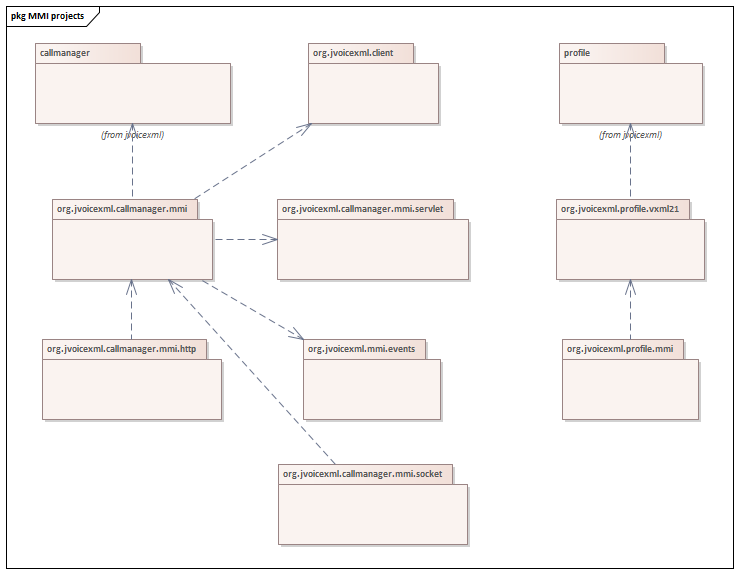 pkg MMI projects
callmanager
org.jvoicexml.client
profile
(from jvoicexml)
(from jvoicexml)
org.jvoicexml.callmanager.mmi
org.jvoicexml.callmanager.mmi.servlet
org.jvoicexml.profile.vxml21
org.jvoicexml.callmanager.mmi.http
org.jvoicexml.mmi.events
org.jvoicexml.profile.mmi
org.jvoicexml.callmanager.mmi.socket